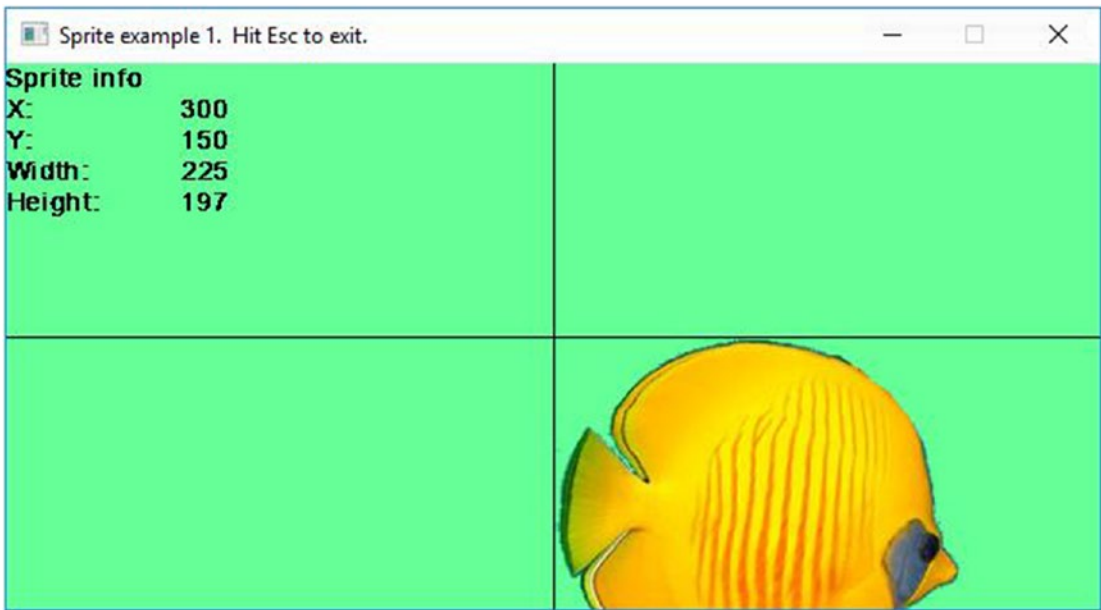 Sprite example 1.  Hit Esc to exit.
Sprite info
X: 300
Y: 150
Width: 225
Height: 197